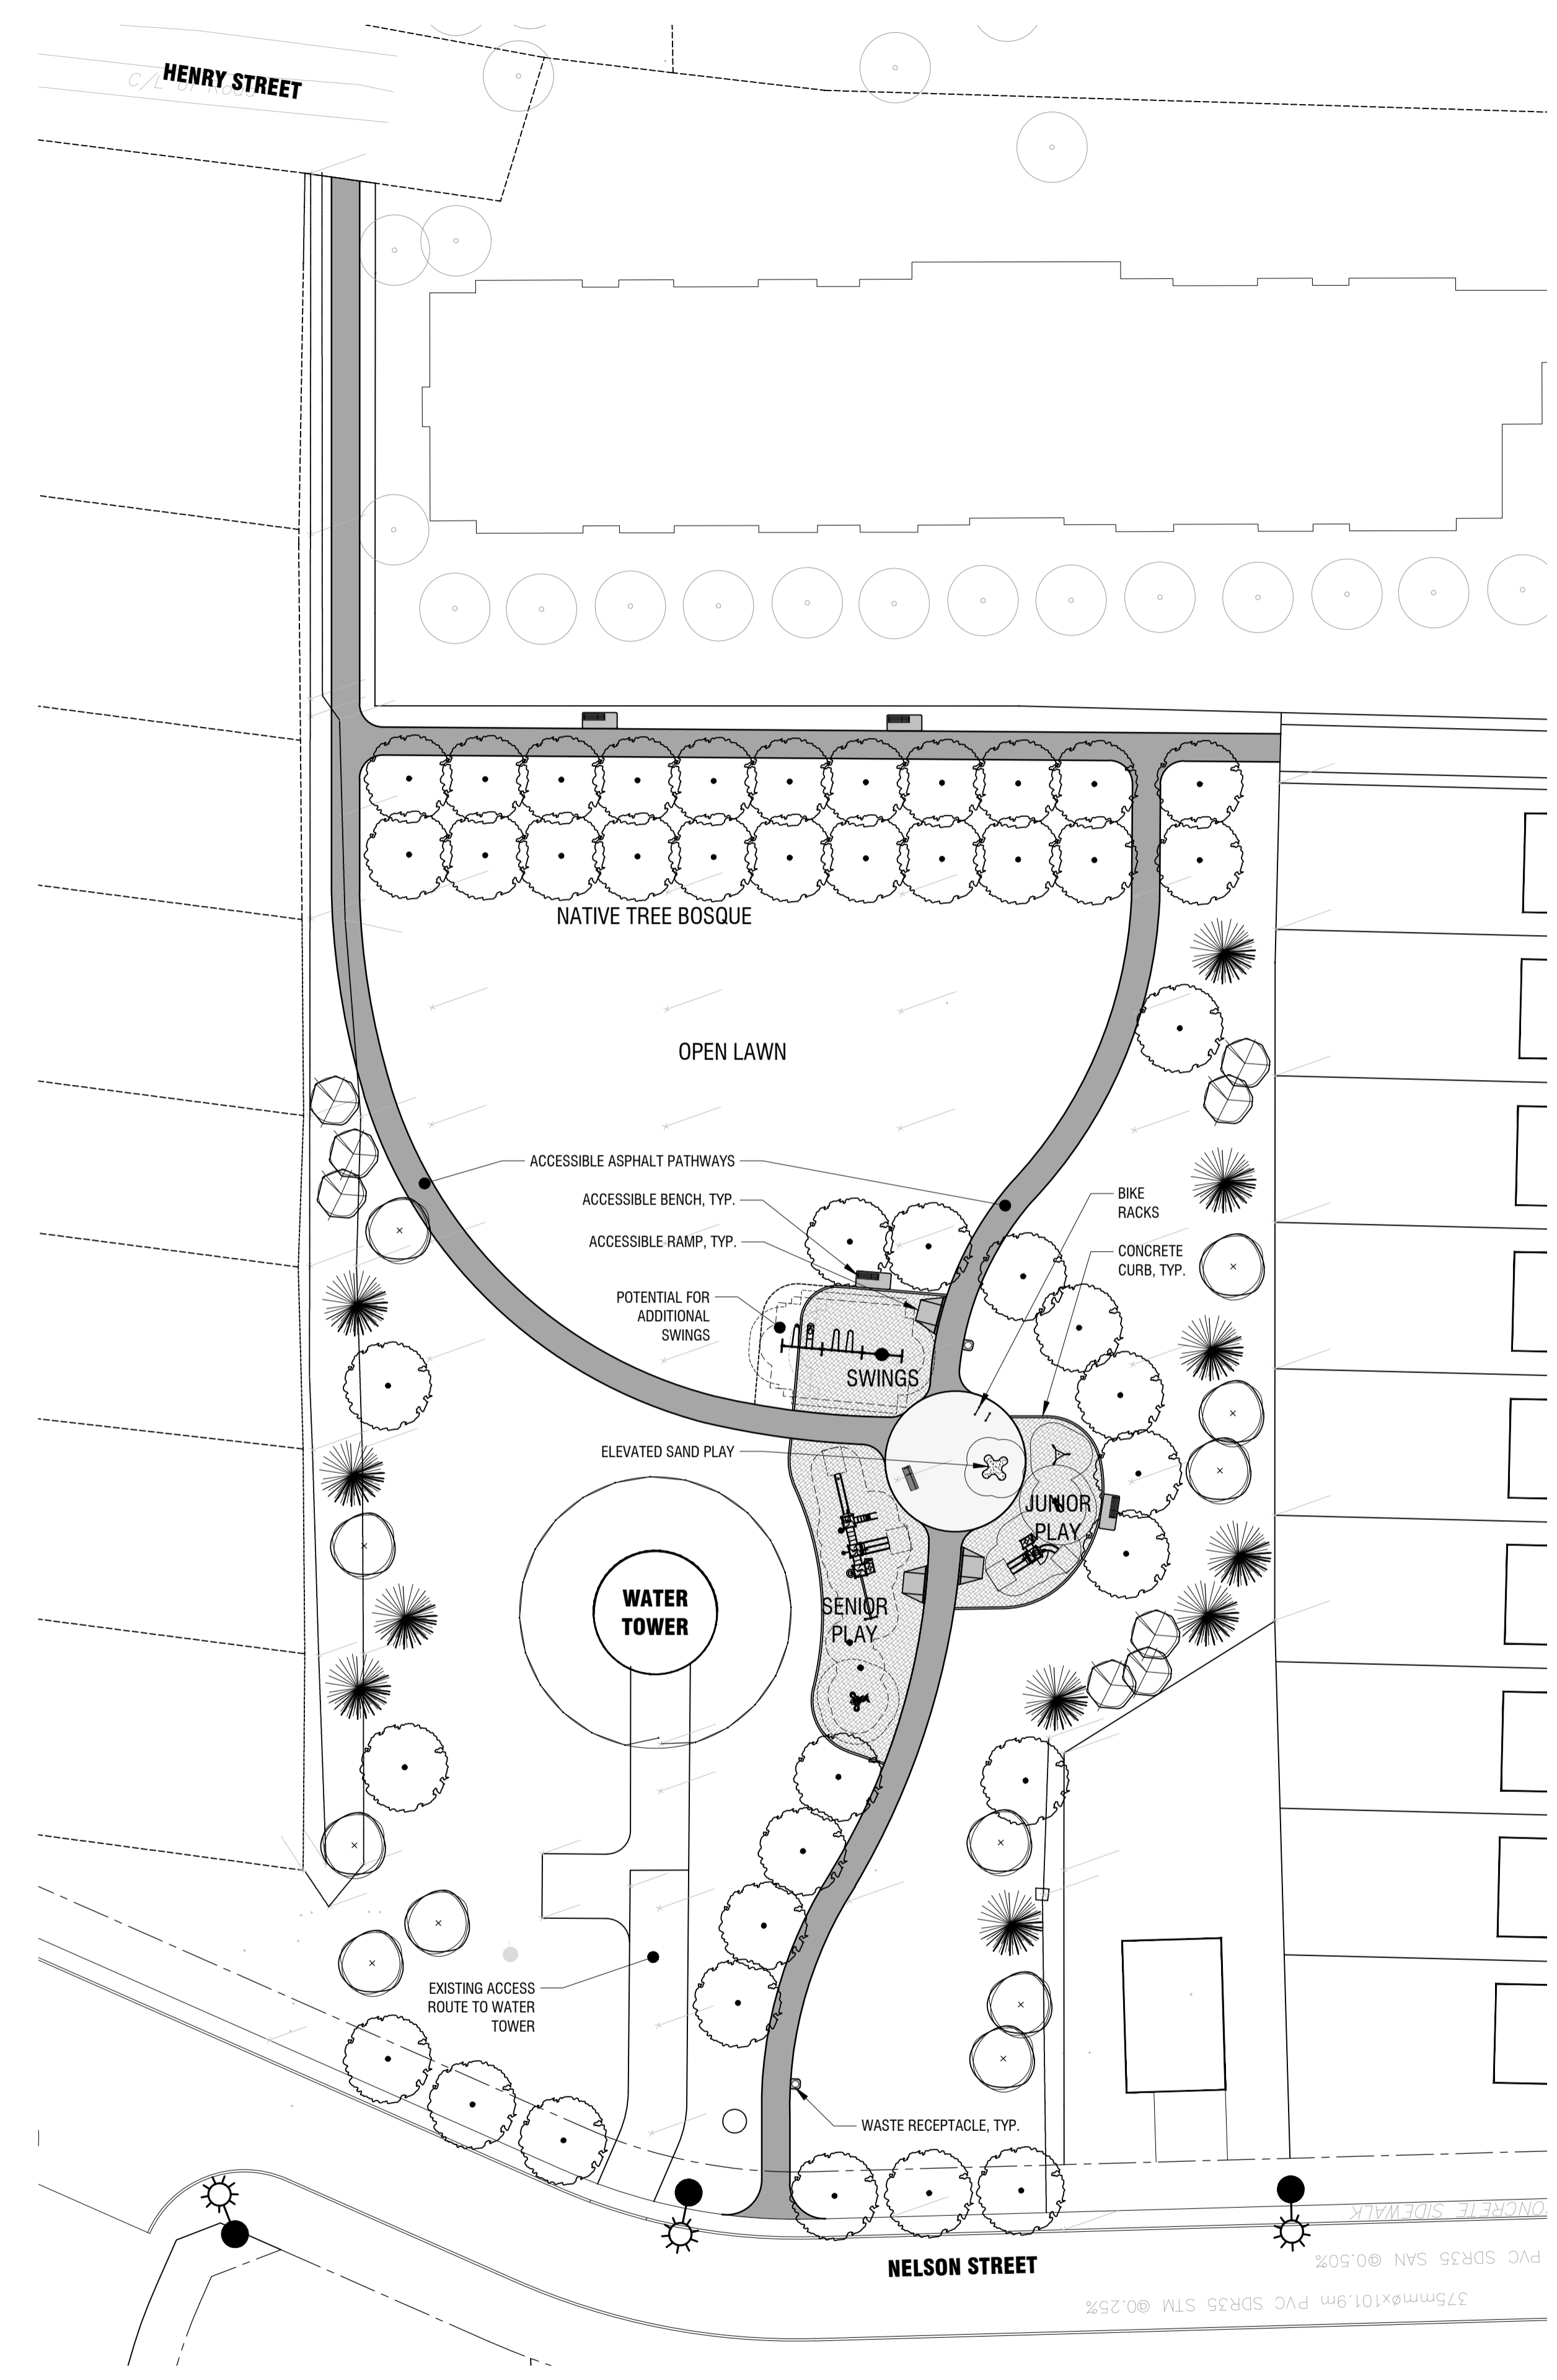 HENRY STREET
NATIVE TREE BOSQUE
OPEN LAWN
ACCESSIBLE ASPHALT PATHWAYS
ACCESSIBLE BENCH, TYP.
ACCESSIBLE RAMP, TYP.
BIKE
RACKS
CONCRETE
CURB, TYP.
POTENTIAL FOR
ADDITIONAL
SWINGS
SWINGS
ELEVATED SAND PLAY
JUNIOR
PLAY
WATER
TOWER
SENIOR
PLAY
EXISTING ACCESS
ROUTE TO WATER
TOWER
WASTE RECEPTACLE, TYP.
NELSON STREET
SIDEWALK
PVC SDR35 SAN @0.50%
375mmøx101.9m PVC SDR35 STM @0.25%